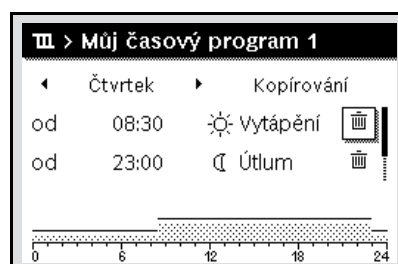 > Můj časový program 1
Čtvrtek Kopírování
od 08:30 Vytápění
od 23:00 Útlum
0 6 12 18 24